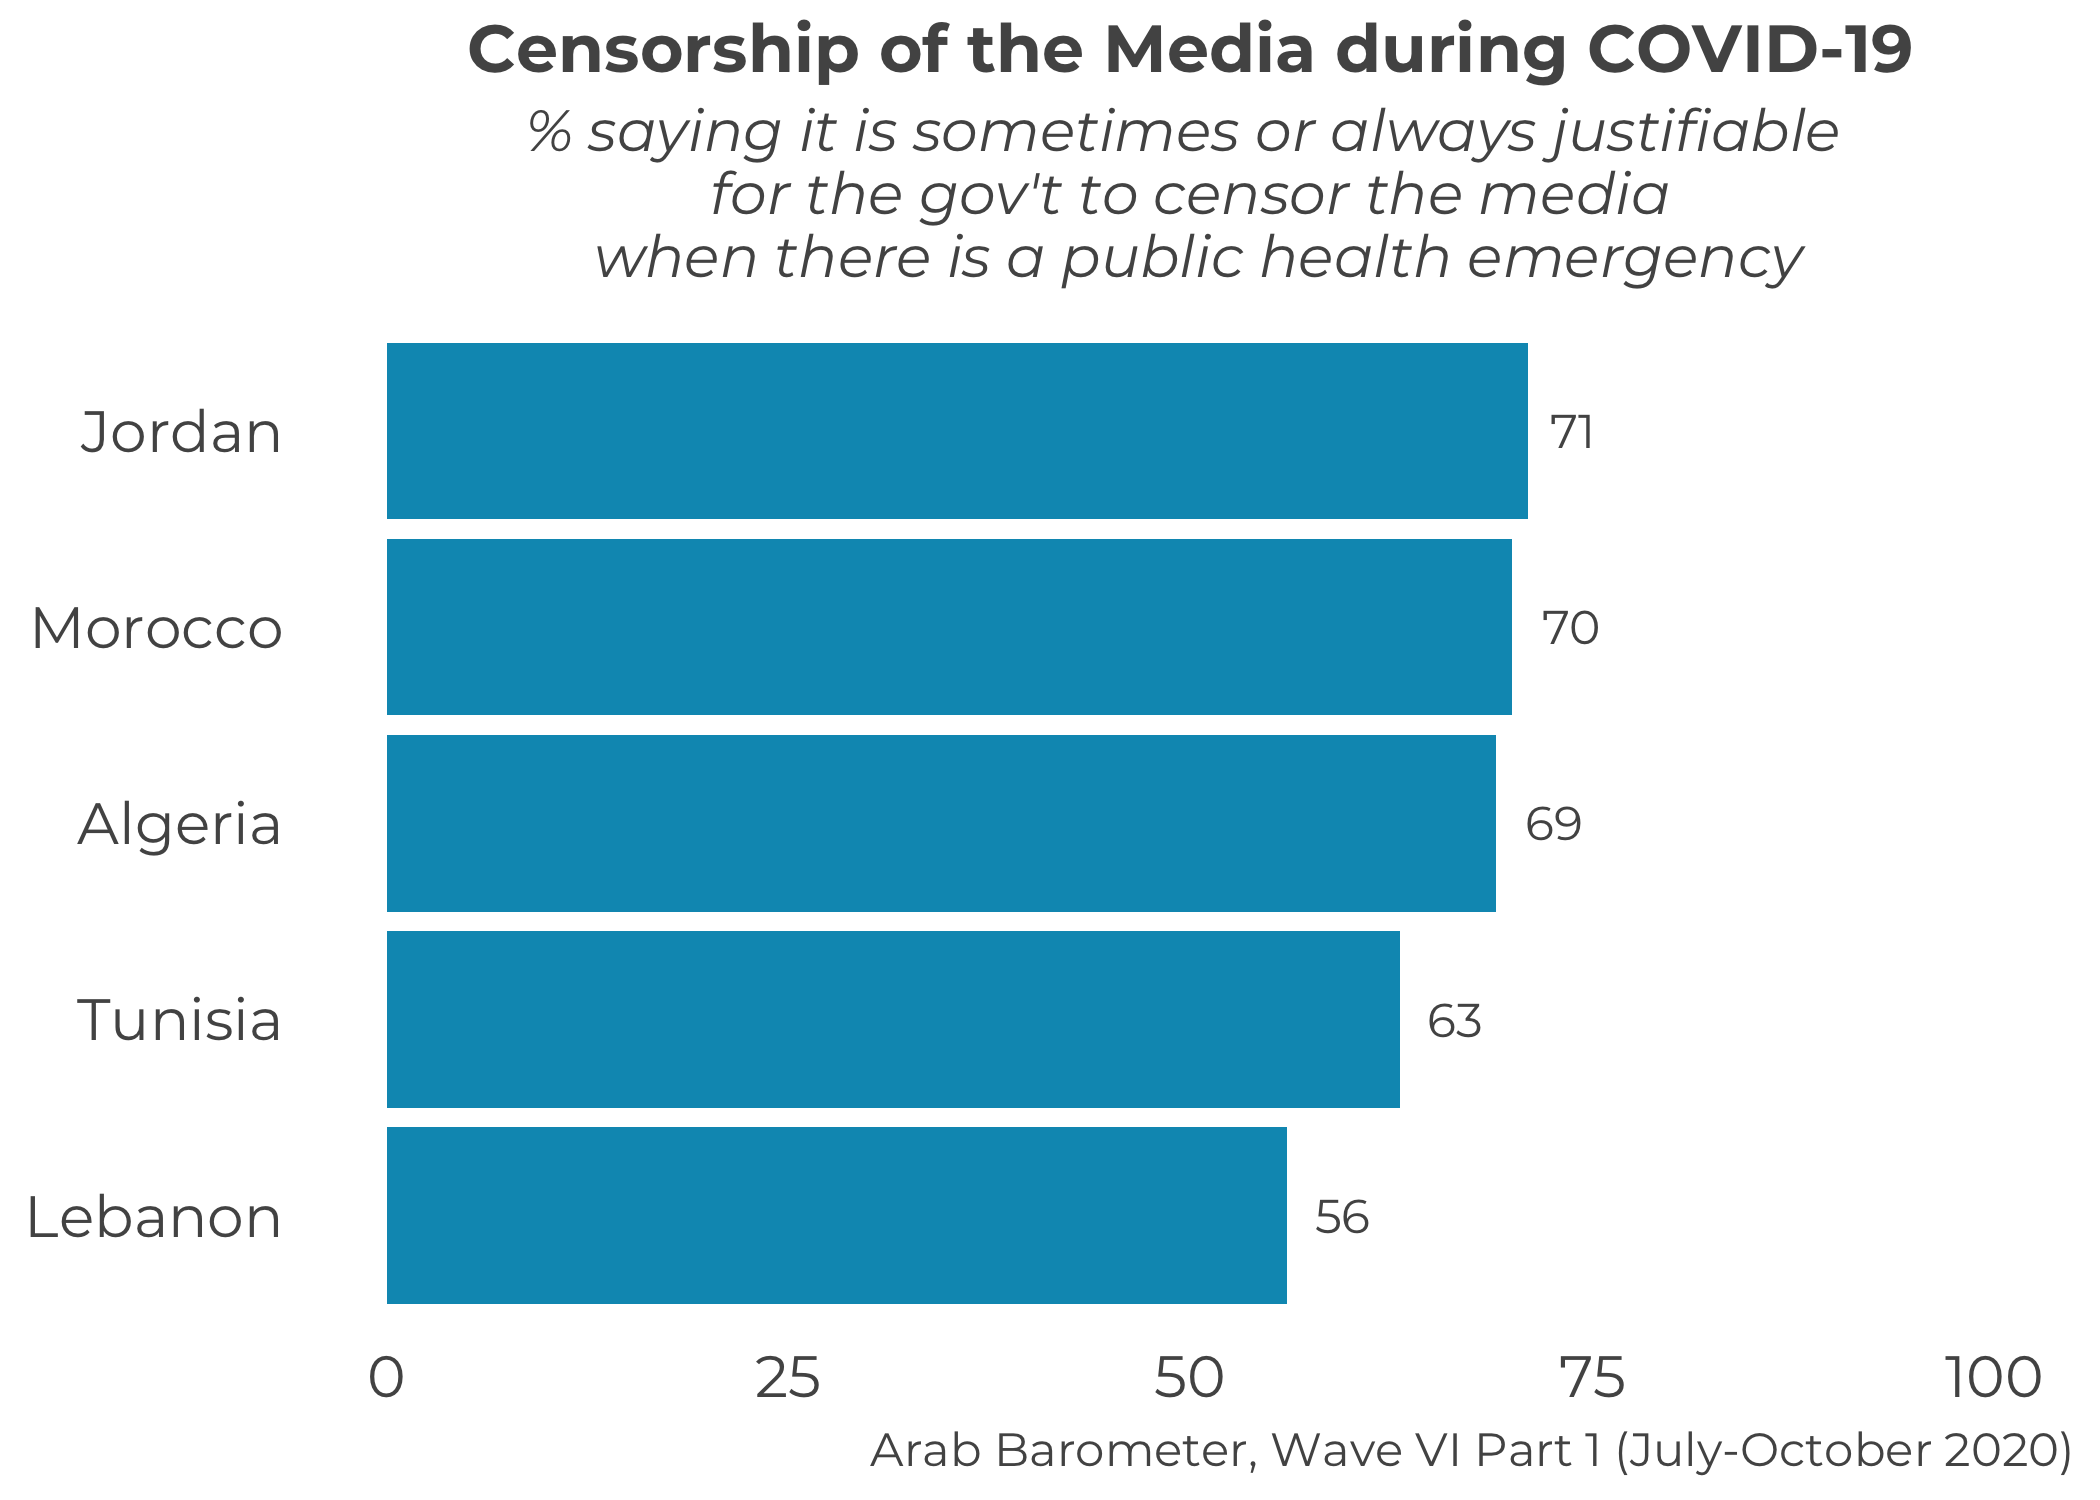 Censorship of the Media during COVID-19
% saying it is sometimes or always justifiable
for the gov't to censor the media
when there is a public health emergency
Jordan 71
Morocco 70
Algeria 69
Tunisia 63
Lebanon 56
0 25 50 75 100
Arab Barometer, Wave VI Part 1 (July-October 2020)